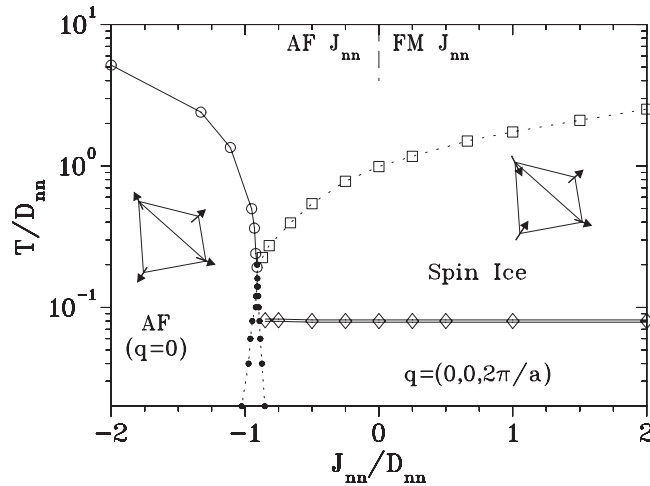 10^1
AF J_nn | FM J_nn
10^0
T/D_nn
Spin Ice
10^-1
AF
(q=0)
q=(0,0,2π/a)
−2 −1 0 1 2
J_nn/D_nn